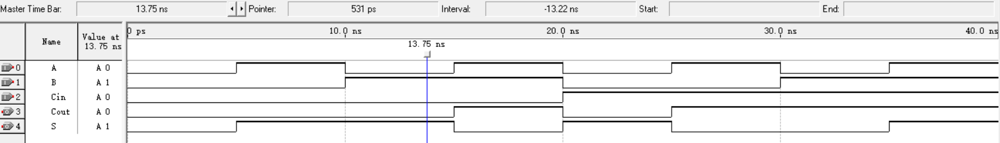 Master Time Bar: 13.75 ns Pointer: 531 ps Interval: -13.22 ns Start: End:
Name Value at 13.75 ns 0 ps 10.0 ns 20.0 ns 30.0 ns 40.0 ns
13.75 ns
0 A A 0
1 B A 1
2 Cin A 0
3 Cout A 0
4 S A 1